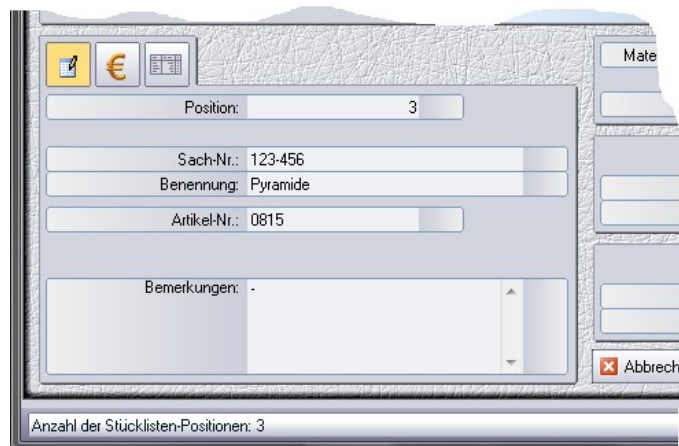 €
Mate
Position: 3
Sach-Nr.: 123-456
Benennung: Pyramide
Artikel-Nr.: 0815
Bemerkungen: -
Abbrech
Anzahl der Stücklisten-Positionen: 3